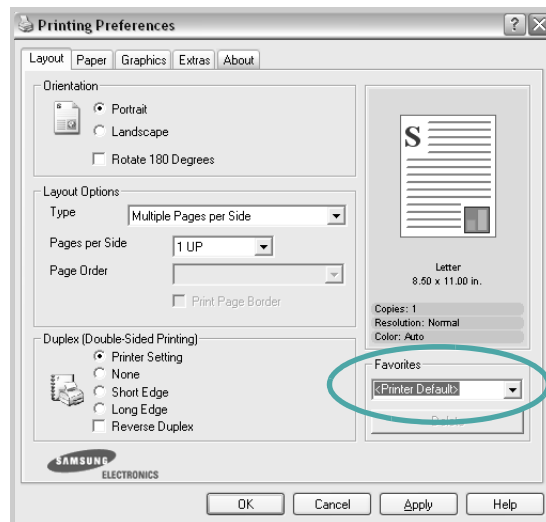 Printing Preferences
Layout Paper Graphics Extras About
Orientation
Portrait
Landscape
Rotate 180 Degrees
Layout Options
Type Multiple Pages per Side
Pages per Side 1 UP
Page Order
Print Page Border
Duplex (Double-Sided Printing)
Printer Setting
None
Short Edge
Long Edge
Reverse Duplex
S
S
Letter
8.50 x 11.00 in.
Copies: 1
Resolution: Normal
Color: Auto
Favorites
<Printer Default>
Delete
SAMSUNG
ELECTRONICS
OK Cancel Apply Help